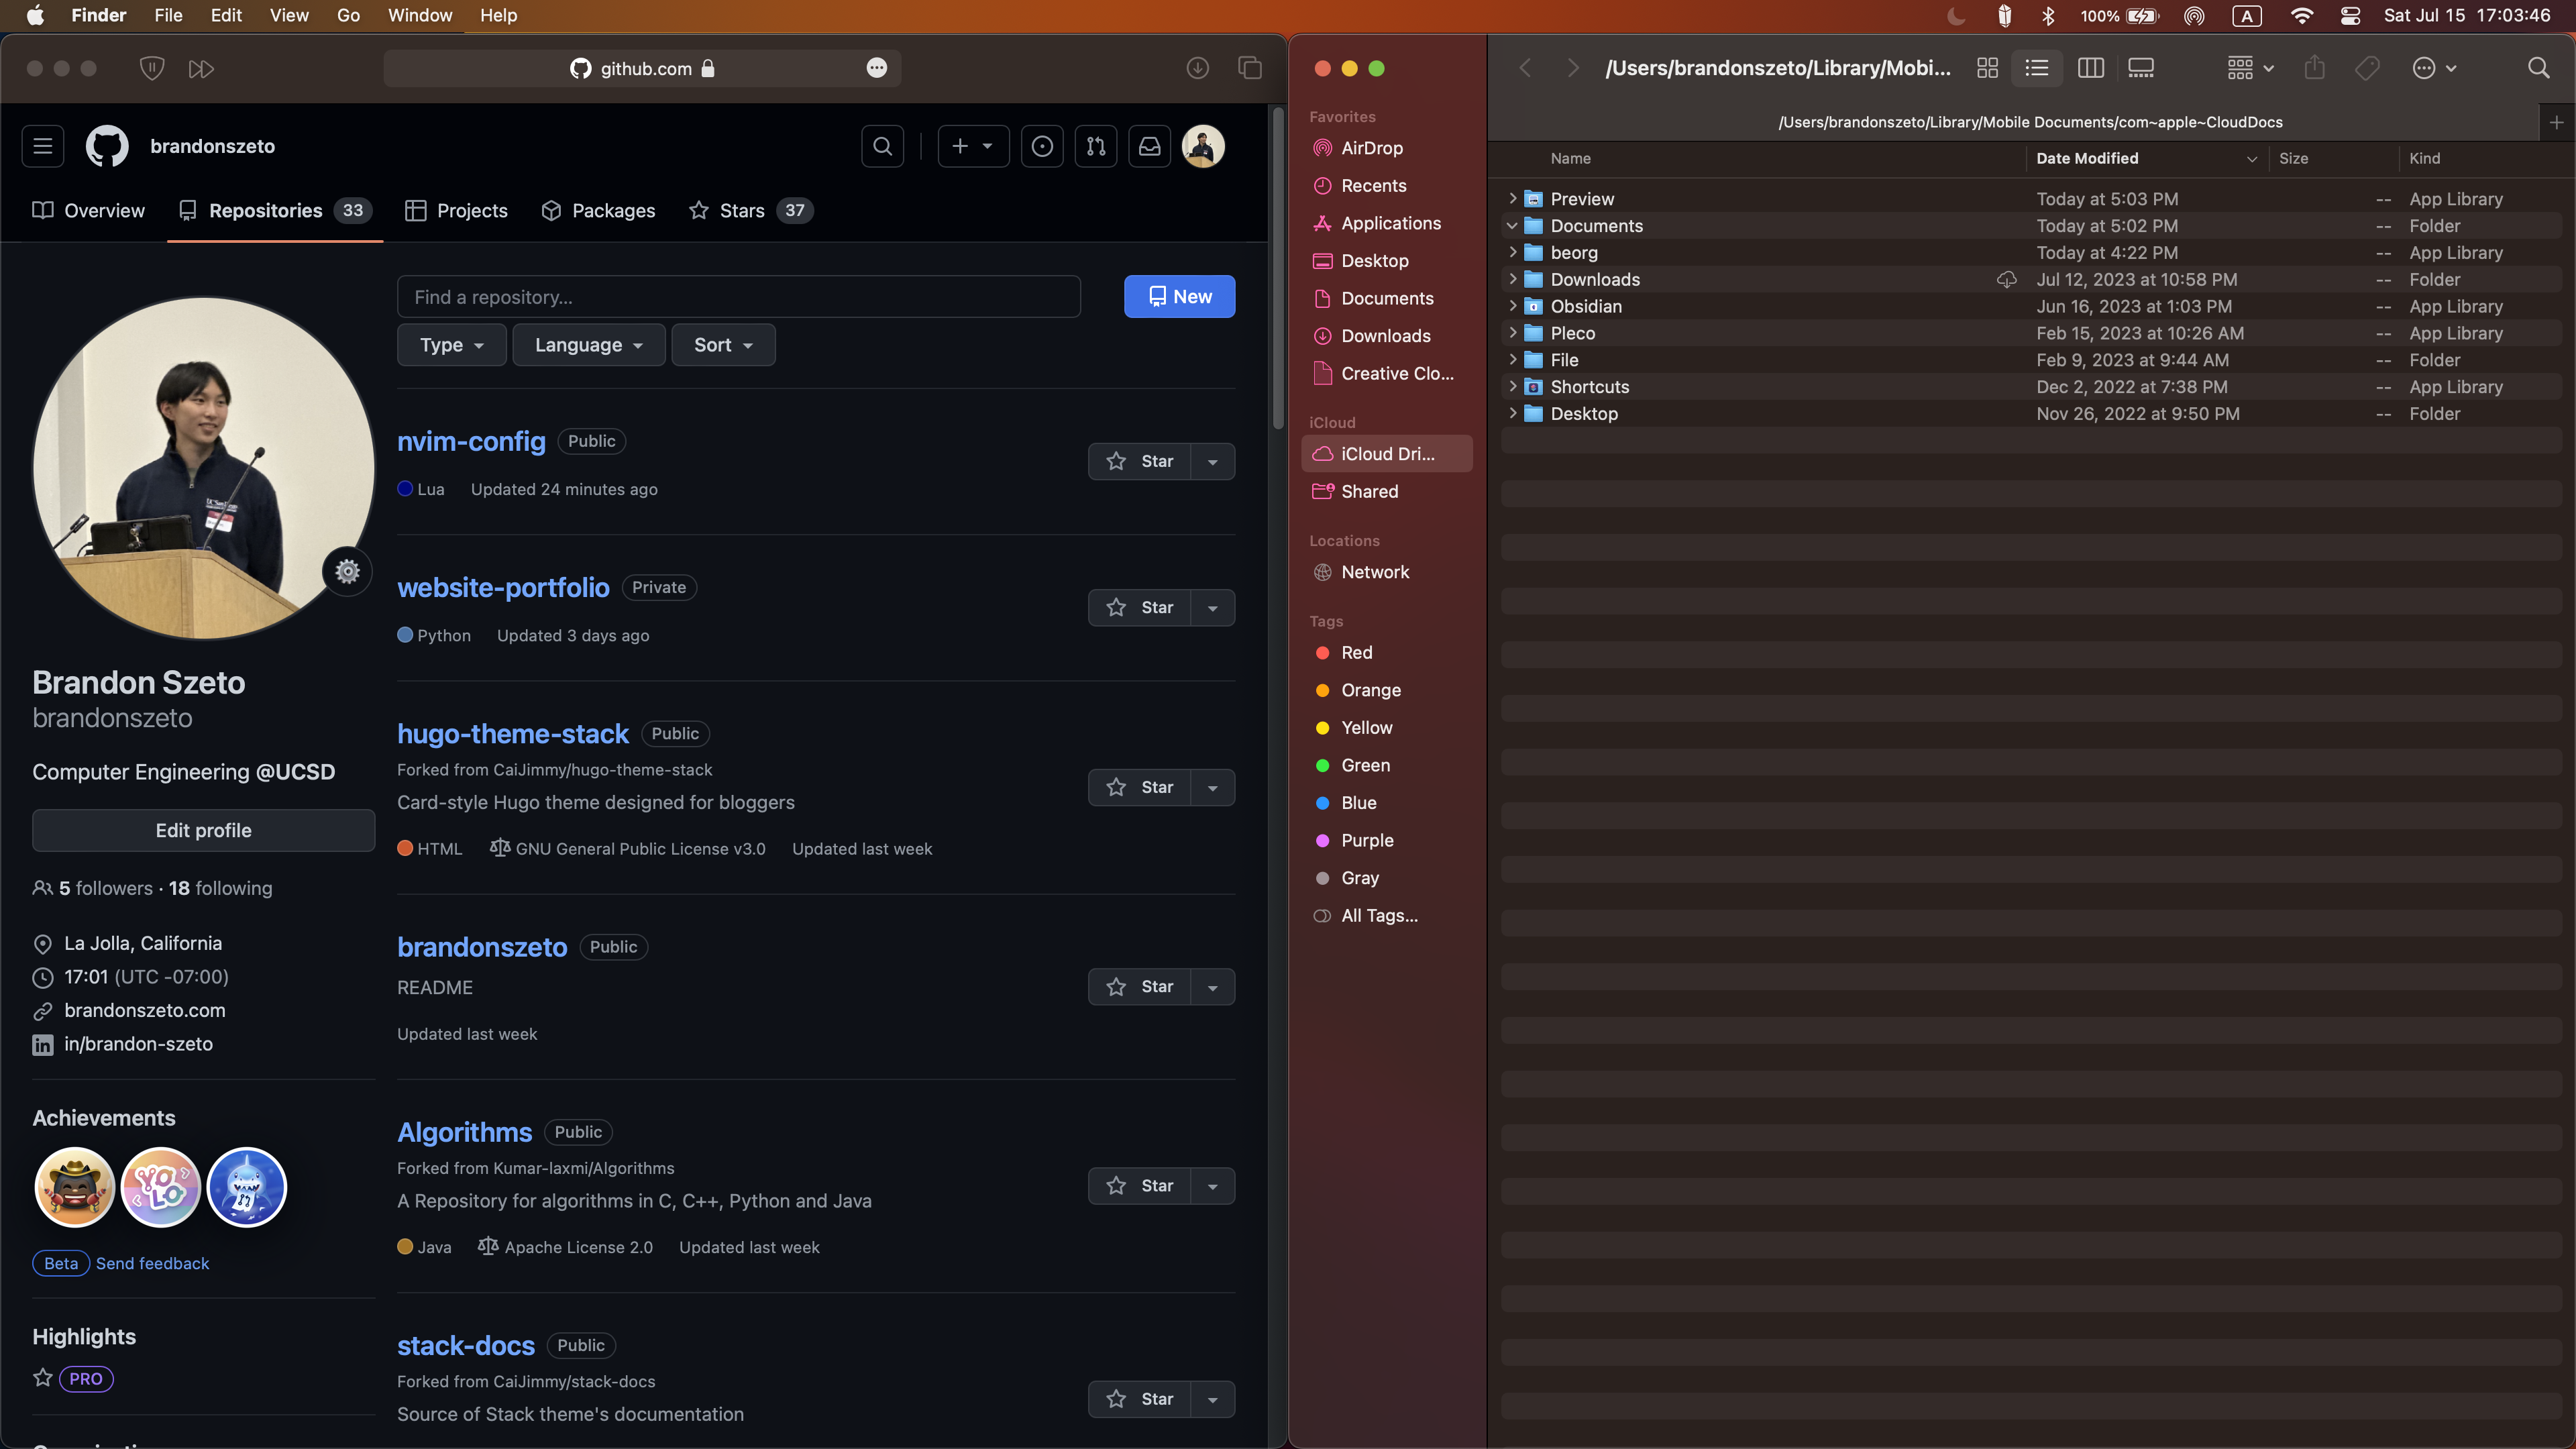 Finder File Edit View Go Window Help
100% A Sat Jul 15 17:03:46
github.com
brandonszeto
Overview Repositories 33 Projects Packages Stars 37
Find a repository...
New
Type Language Sort
nvim-config Public
Star
Lua Updated 24 minutes ago
website-portfolio Private
Star
Python Updated 3 days ago
hugo-theme-stack Public
Forked from CaiJimmy/hugo-theme-stack
Star
Card-style Hugo theme designed for bloggers
HTML GNU General Public License v3.0 Updated last week
brandonszeto Public
README
Star
Updated last week
Algorithms Public
Forked from Kumar-laxmi/Algorithms
Star
A Repository for algorithms in C, C++, Python and Java
Java Apache License 2.0 Updated last week
stack-docs Public
Forked from CaiJimmy/stack-docs
Star
Source of Stack theme's documentation
Brandon Szeto
brandonszeto
Computer Engineering @UCSD
Edit profile
5 followers · 18 following
La Jolla, California
17:01 (UTC -07:00)
brandonszeto.com
in/brandon-szeto
Achievements
YOLO
Beta Send feedback
Highlights
PRO
Favorites
AirDrop
Recents
Applications
Desktop
Documents
Downloads
Creative Clo...
iCloud
iCloud Dri...
Shared
Locations
Network
Tags
Red
Orange
Yellow
Green
Blue
Purple
Gray
All Tags...
/Users/brandonszeto/Library/Mobi...
/Users/brandonszeto/Library/Mobile Documents/com~apple~CloudDocs
Name Date Modified Size Kind
Preview Today at 5:03 PM -- App Library
Documents Today at 5:02 PM -- Folder
beorg Today at 4:22 PM -- App Library
Downloads Jul 12, 2023 at 10:58 PM -- Folder
Obsidian Jun 16, 2023 at 1:03 PM -- App Library
Pleco Feb 15, 2023 at 10:26 AM -- App Library
File Feb 9, 2023 at 9:44 AM -- Folder
Shortcuts Dec 2, 2022 at 7:38 PM -- App Library
Desktop Nov 26, 2022 at 9:50 PM -- Folder